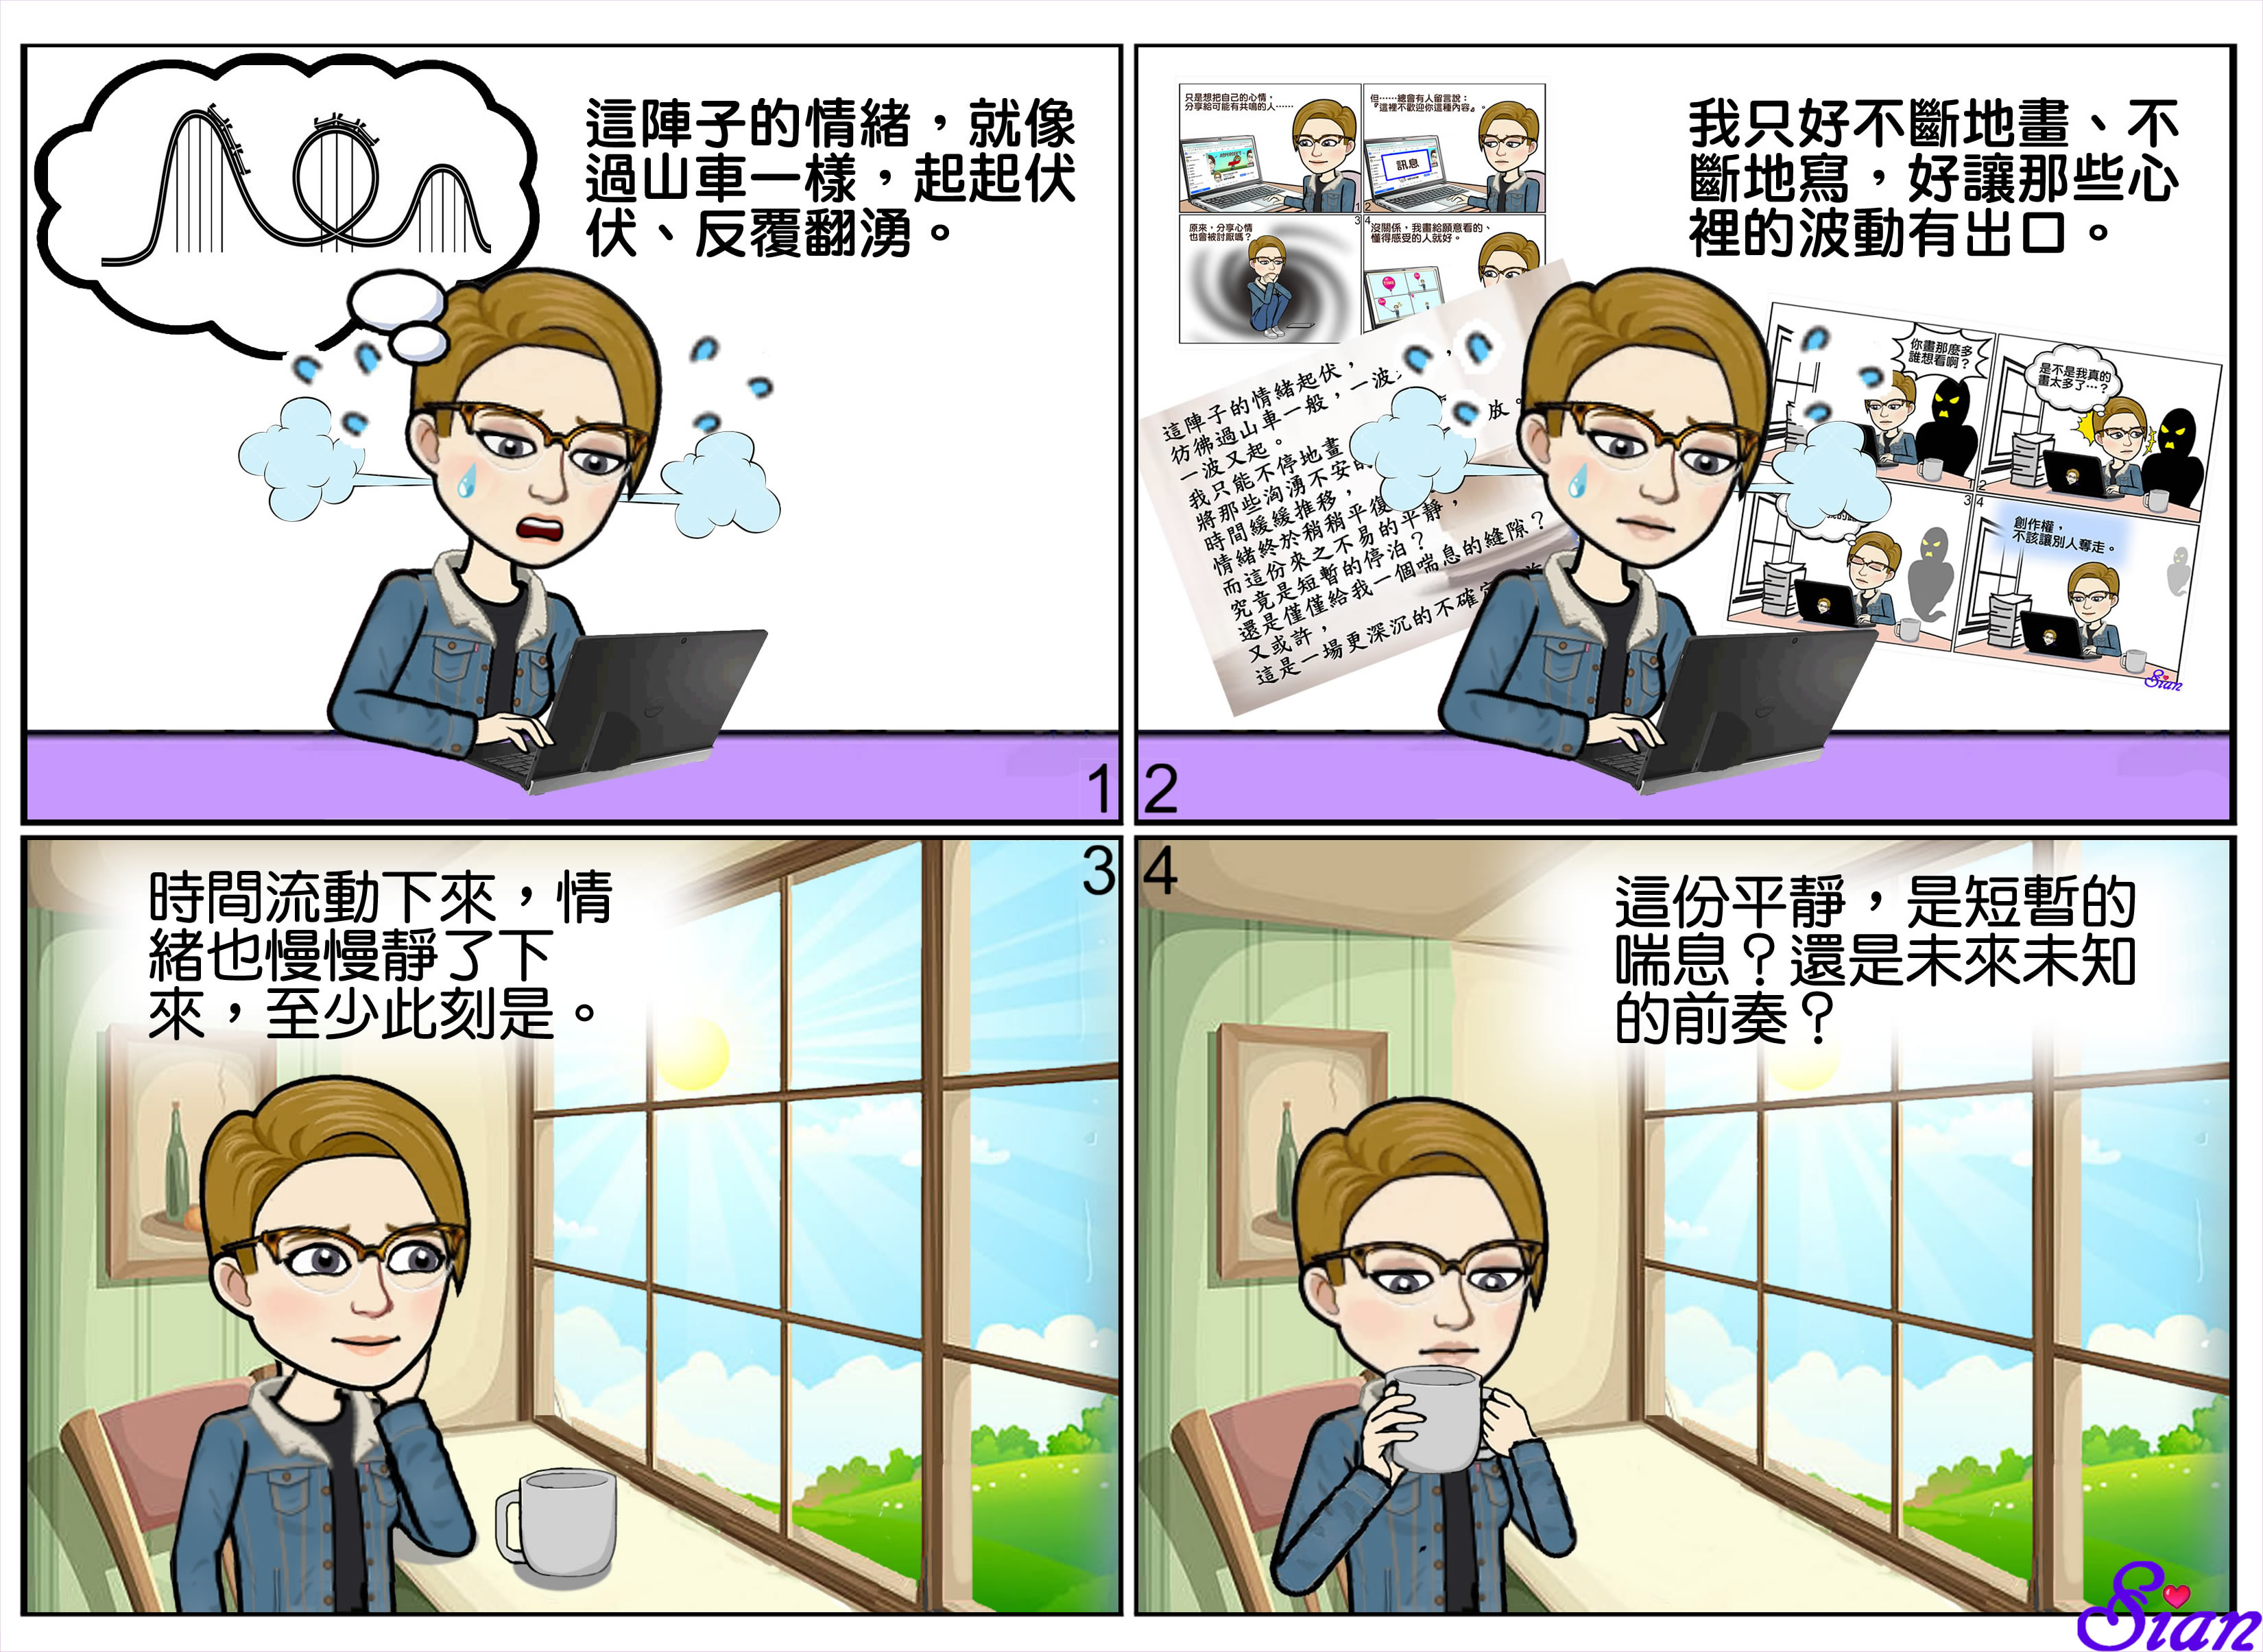 這陣子的情緒，就像
過山車一樣，起起伏
伏、反覆翻湧。
1
只是想把自己的心情，
分享給可能有共鳴的人……
但……總會有人留言說：
『這裡不歡迎你這種內容』。
訊息
1
2
3
4
原來，分享心情
也會被討厭嗎？
沒關係，我畫給願意看的、
懂得感受的人就好。
我只好不斷地畫、不
斷地寫，好讓那些心
裡的波動有出口。
這陣子的情緒起伏，
彷彿過山車一般，一波
一波又起。
我只能不停地畫
放。
將那些洶湧不安的
時間緩緩推移，
情緒終於稍稍平復
而這份來之不易的平靜，
究竟是短暫的停泊？
還是僅僅給我一個喘息的縫隙？
又或許，
這是一場更深沉的不確定
你畫那麼多
誰想看啊？
是不是我真的
畫太多了…？
1
2
3
4
創作權，
不該讓別人奪走。
Sian
2
時間流動下來，情
緒也慢慢靜了下
來，至少此刻是。
3
4
這份平靜，是短暫的
喘息？還是未來未知
的前奏？
Sian